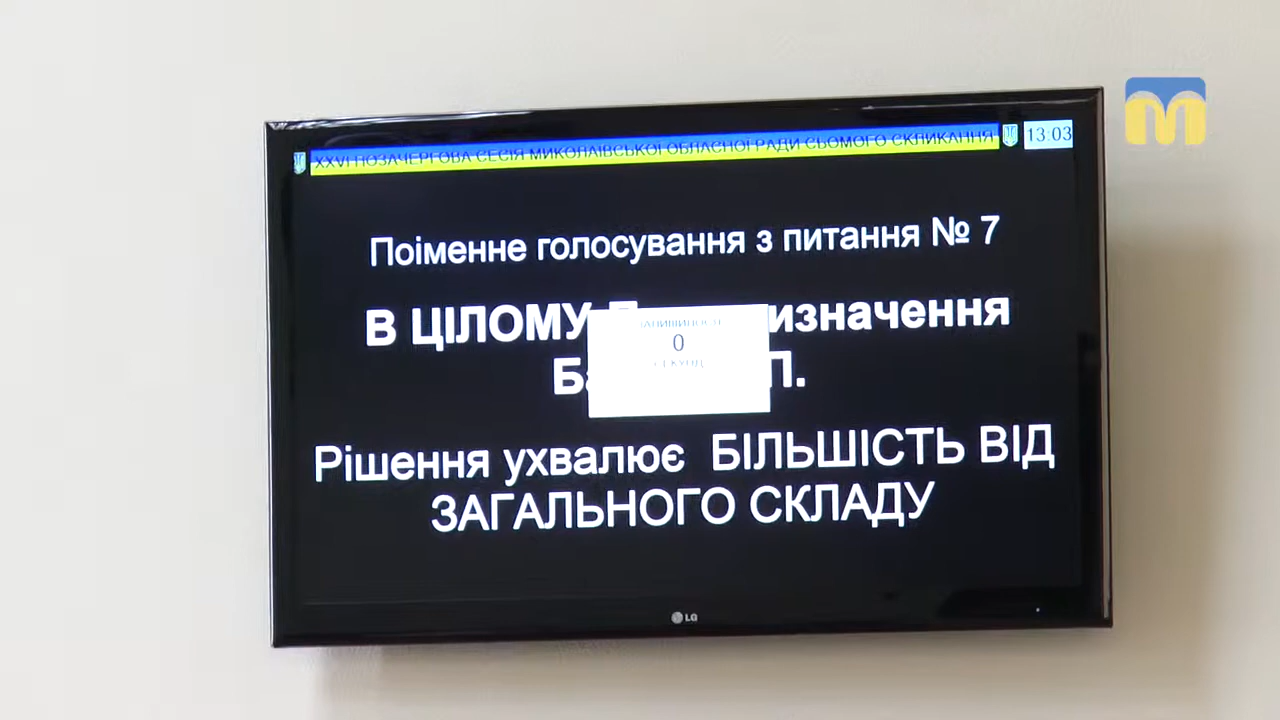 XXVI ПОЗАЧЕРГОВА СЕСІЯ МИКОЛАЇВСЬКОЇ ОБЛАСНОЇ РАДИ СЬОМОГО СКЛИКАННЯ
13:03
Поіменне голосування з питання № 7
В ЦІЛОМУ
0
СЕКУНД
Рішення ухвалює БІЛЬШІСТЬ ВІД
ЗАГАЛЬНОГО СКЛАДУ
LG